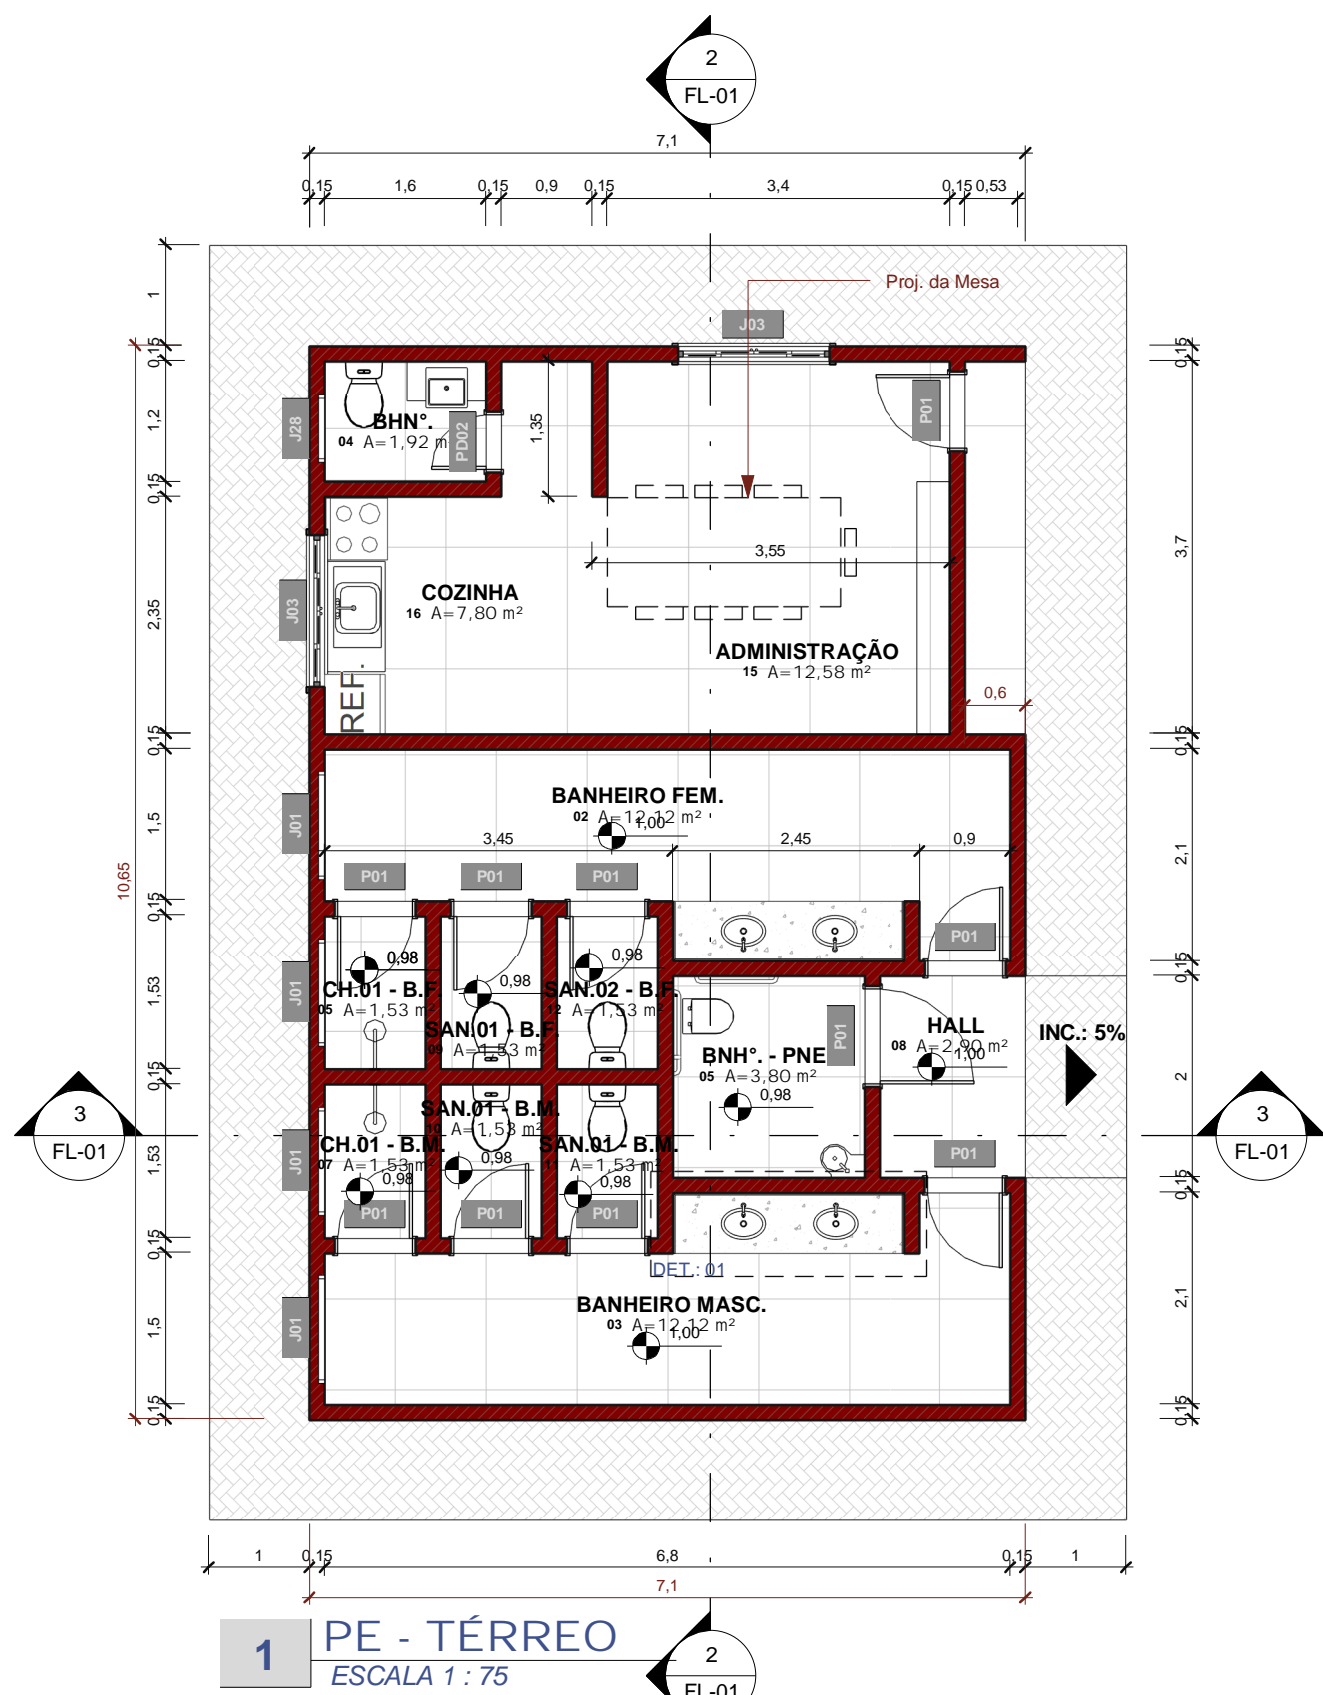 2
FL-01
7,1
0,15 1,6 0,15 0,9 0,15 3,4 0,15 0,53
Proj. da Mesa
J03
1
0,15
1,2
0,15
2,35
0,15
1,5
0,15
1,53
0,15
1,53
0,15
1,5
0,15
10,65
0,15
3,7
0,15
2,1
0,15
2
0,15
2,1
0,15
J28
BHN°.
04 A=1,92 m
PD02
1,35
P01
J03
COZINHA
16 A=7,80 m²
REF.
3,55
ADMINISTRAÇÃO
15 A=12,58 m²
0,6
J01
BANHEIRO FEM.
02 A=12,12 m²
1,00
3,45 2,45 0,9
P01 P01 P01
P01
J01
0,98
CH.01 - B.F.
05 A=1,53 m²
0,98
SAN.01 - B.F.
09 A=1,53 m²
0,98
SAN.02 - B.F.
12 A=1,53 m²
BNH°. - PNE
05 A=3,80 m²
0,98
P01
HALL
08 A=2,90 m²
1,00
INC.: 5%
3
FL-01
3
FL-01
J01
CH.01 - B.M.
07 A=1,53 m²
0,98
SAN.01 - B.M.
10 A=1,53 m²
0,98
SAN.01 - B.M.
11 A=1,53 m²
0,98
P01
P01 P01 P01
DET.: 01
J01
BANHEIRO MASC.
03 A=12,12 m²
1,00
1 0,15 6,8 0,15 1
7,1
1
PE - TÉRREO
ESCALA 1 : 75
2
FL-01